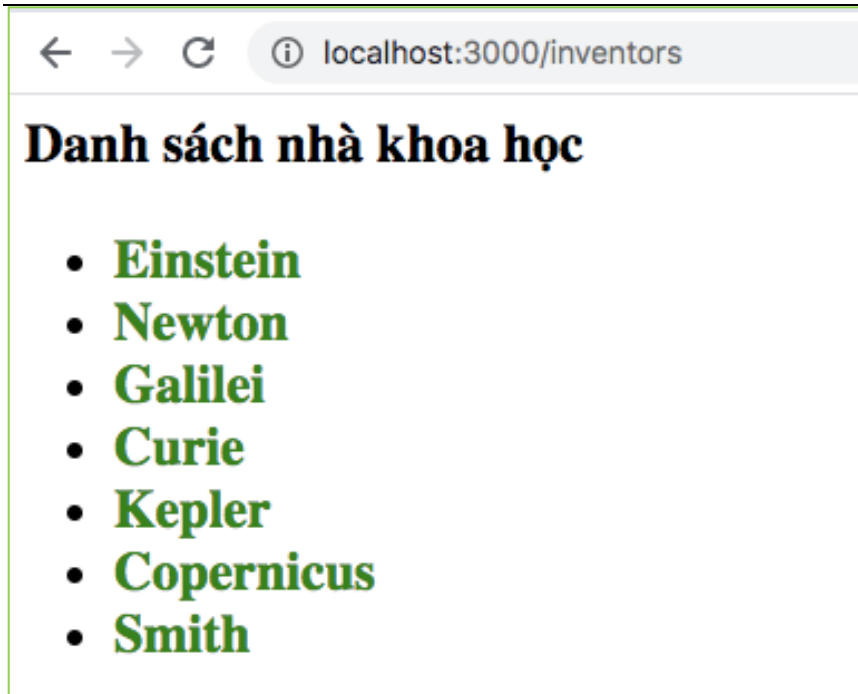 localhost:3000/inventors
Danh sách nhà khoa học
Einstein
Newton
Galilei
Curie
Kepler
Copernicus
Smith